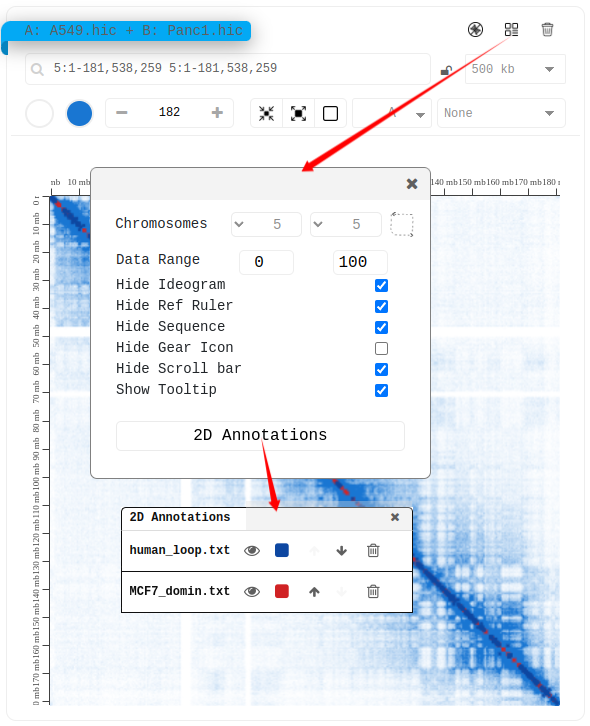 A: A549.hic + B: Panc1.hic
5:1-181,538,259 5:1-181,538,259
500 kb
182
A
None
mb 10 mb
140 mb 150 mb 160 mb 170 mb 180 m
Chromosomes 5 5
Data Range 0 100
Hide Ideogram
Hide Ref Ruler
Hide Sequence
Hide Gear Icon
Hide Scroll bar
Show Tooltip
2D Annotations
2D Annotations
human_loop.txt
MCF7_domin.txt
0 m
10 mb
20 mb
30 mb
40 mb
50 mb
60 mb
70 mb
80 mb
90 mb
100 mb
110 mb
120 mb
130 mb
140 mb
150 mb
160 mb
170 mb
0 mb